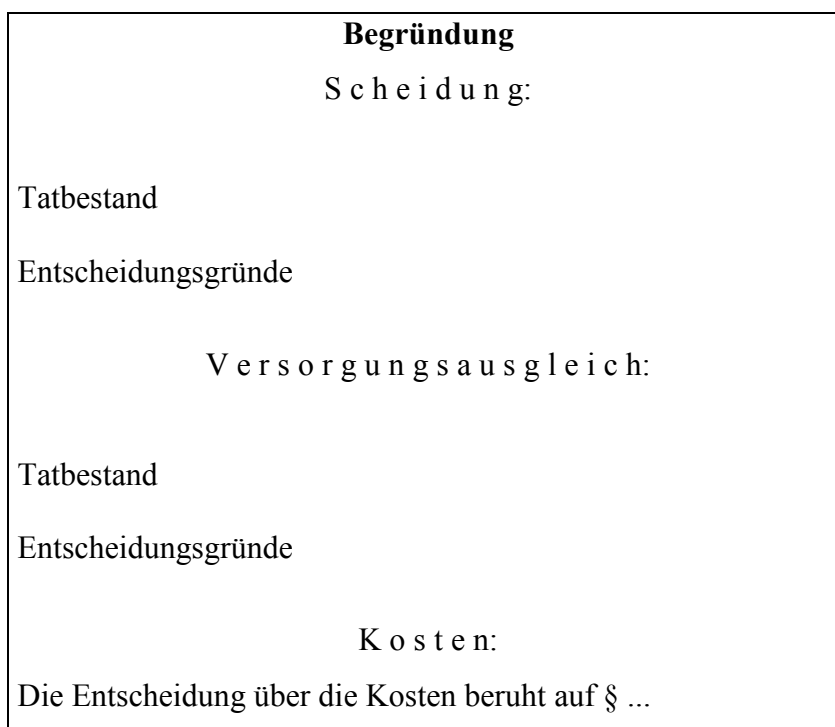 Begründung
S c h e i d u n g:
Tatbestand
Entscheidungsgründe
V e r s o r g u n g s a u s g l e i c h:
Tatbestand
Entscheidungsgründe
K o s t e n:
Die Entscheidung über die Kosten beruht auf § ...